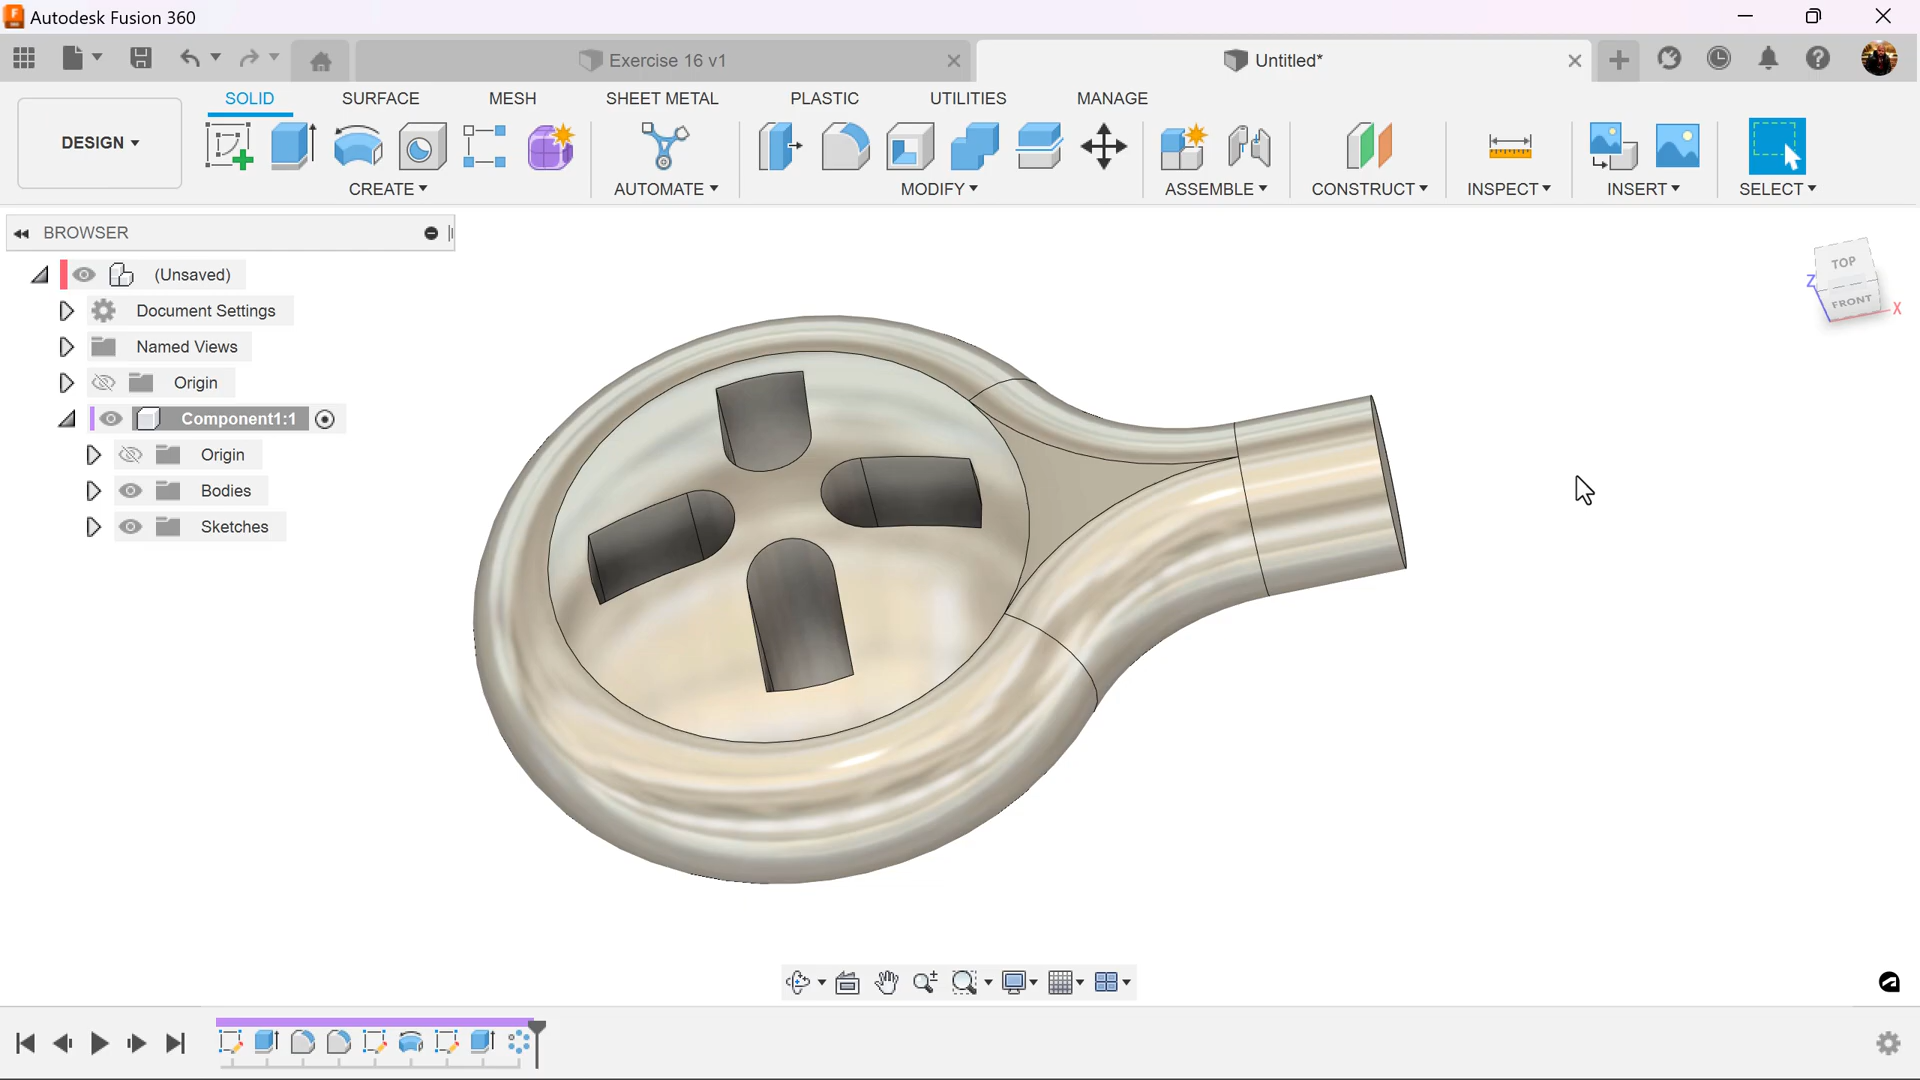 Autodesk Fusion 360
Exercise 16 v1
Untitled*
SOLID
SURFACE
MESH
SHEET METAL
PLASTIC
UTILITIES
MANAGE
DESIGN
CREATE
AUTOMATE
MODIFY
ASSEMBLE
CONSTRUCT
INSPECT
INSERT
SELECT
BROWSER
(Unsaved)
Document Settings
Named Views
Origin
Component1:1
Origin
Bodies
Sketches
TOP
FRONT
Z
X